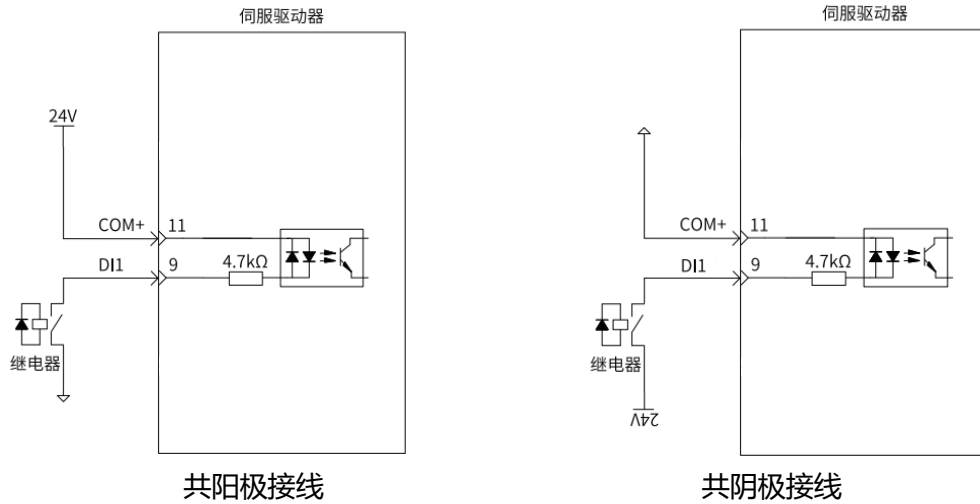 伺服驱动器
24V
COM+ 11
DI1 9 4.7kΩ
继电器
共阳极接线
伺服驱动器
COM+ 11
DI1 9 4.7kΩ
继电器
24V
共阴极接线